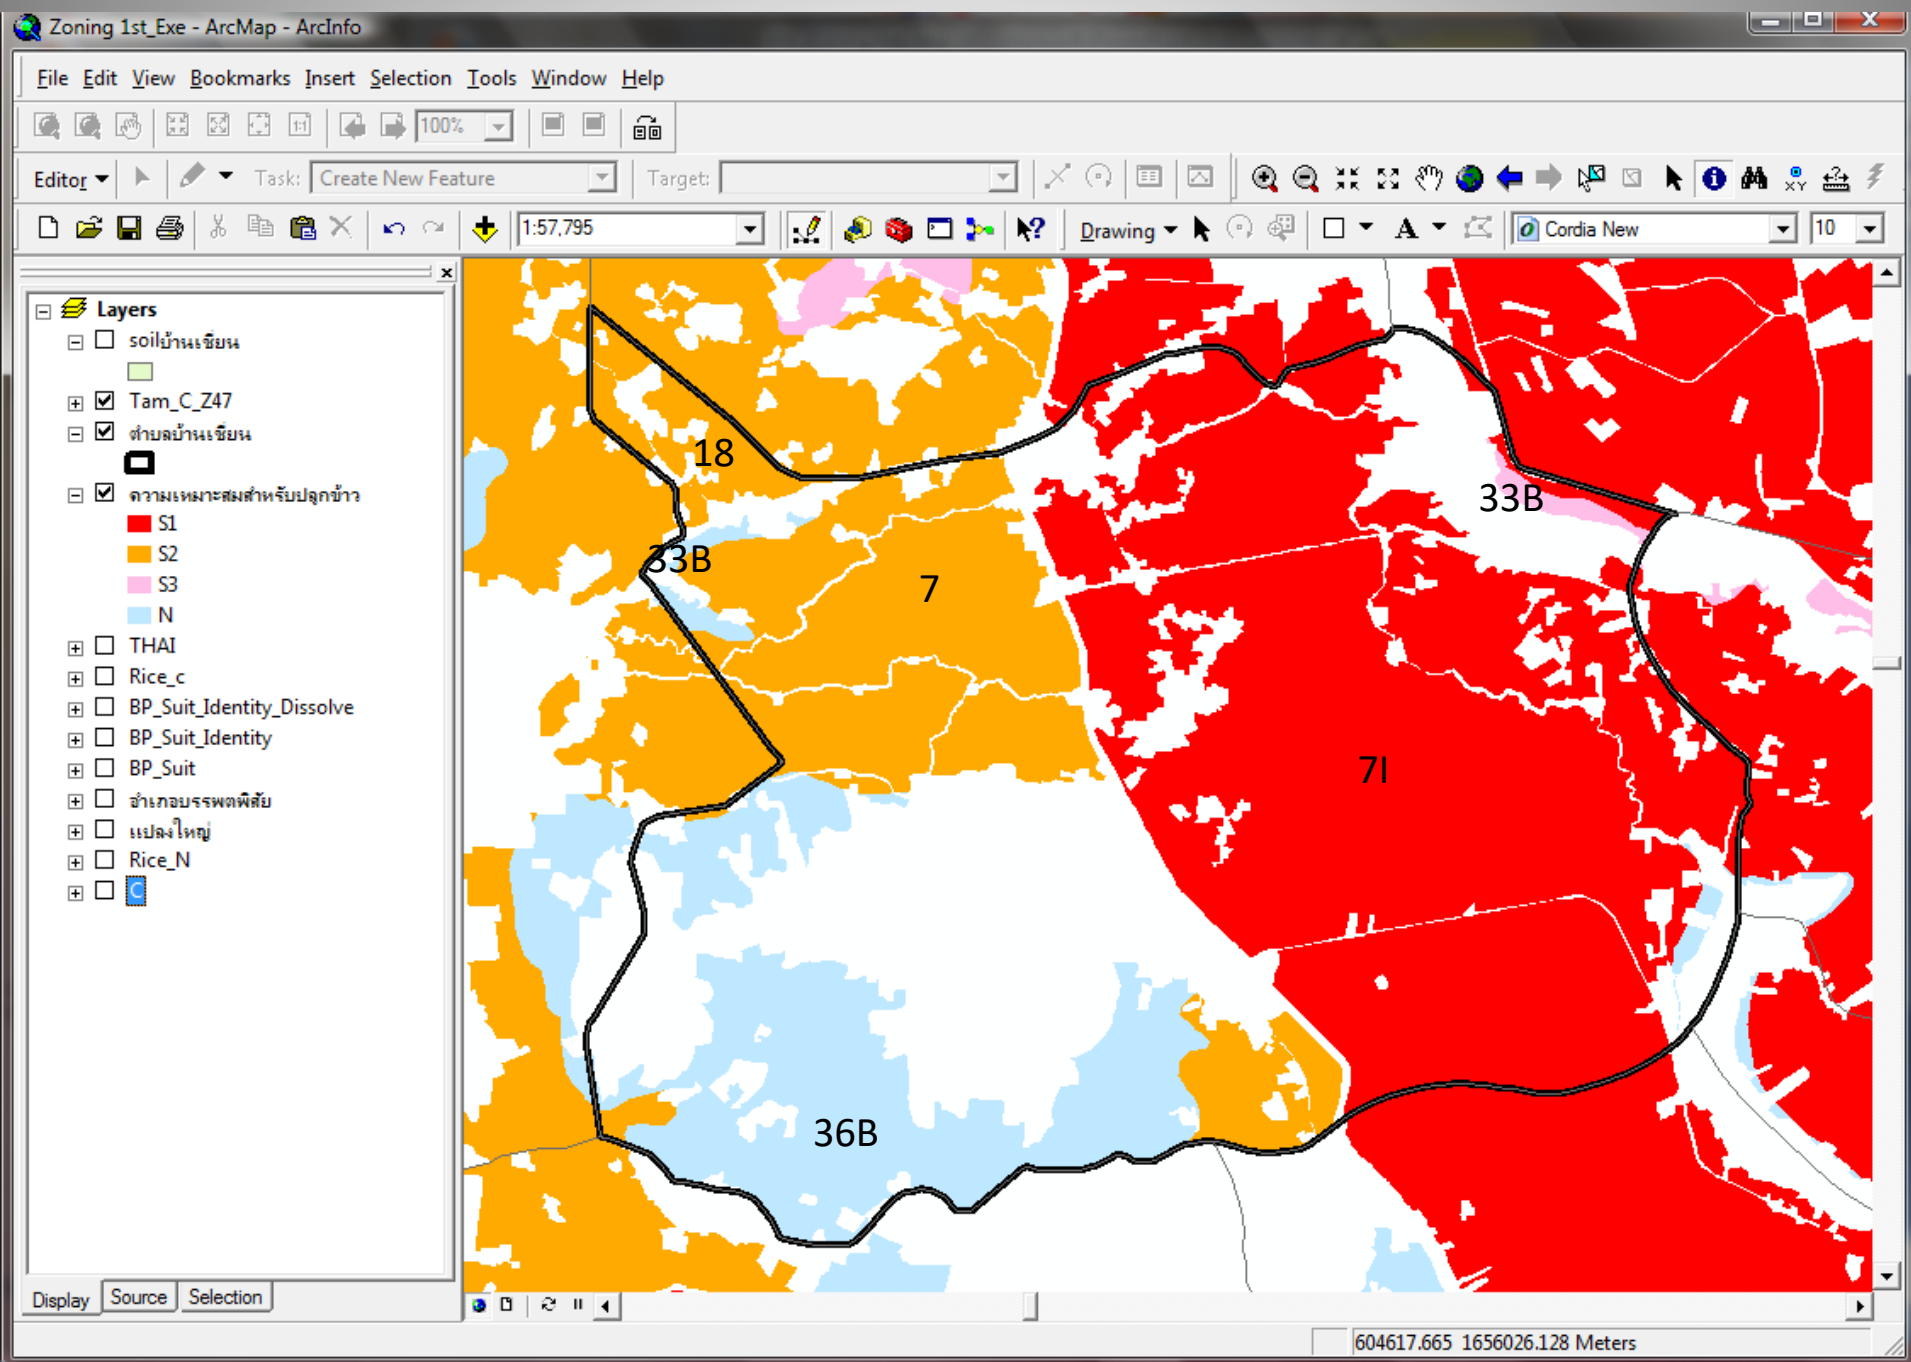 Zoning 1st_Exe - ArcMap - ArcInfo
File Edit View Bookmarks Insert Selection Tools Window Help
1:1 100%
Editor Task: Create New Feature Target: XY
1:57,795 Drawing A Cordia New 10
Layers
soilบ้านเชี่ยน
Tam_C_Z47
ตำบลบ้านเชี่ยน
ความเหมาะสมสำหรับปลูกข้าว
S1
S2
S3
N
THAI
Rice_c
BP_Suit_Identity_Dissolve
BP_Suit_Identity
BP_Suit
อำเภอบรรพตพิสัย
แปลงใหญ่
Rice_N
C
18
33B
33B
7
7I
36B
Display Source Selection
604617.665 1656026.128 Meters